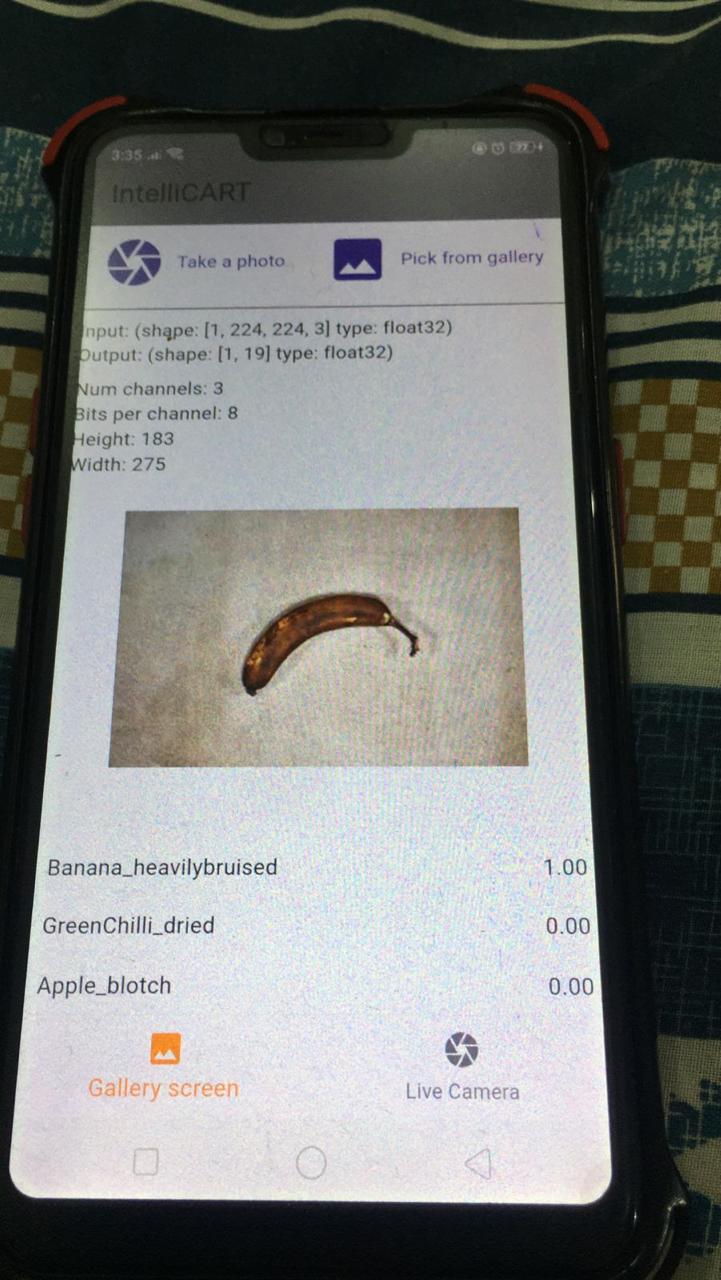 3:35
77
IntelliCART
Take a photo
Pick from gallery
Input: (shape: [1, 224, 224, 3] type: float32)
Output: (shape: [1, 19] type: float32)
Num channels: 3
Bits per channel: 8
Height: 183
Width: 275
Banana_heavilybruised 1.00
GreenChilli_dried 0.00
Apple_blotch 0.00
Gallery screen
Live Camera